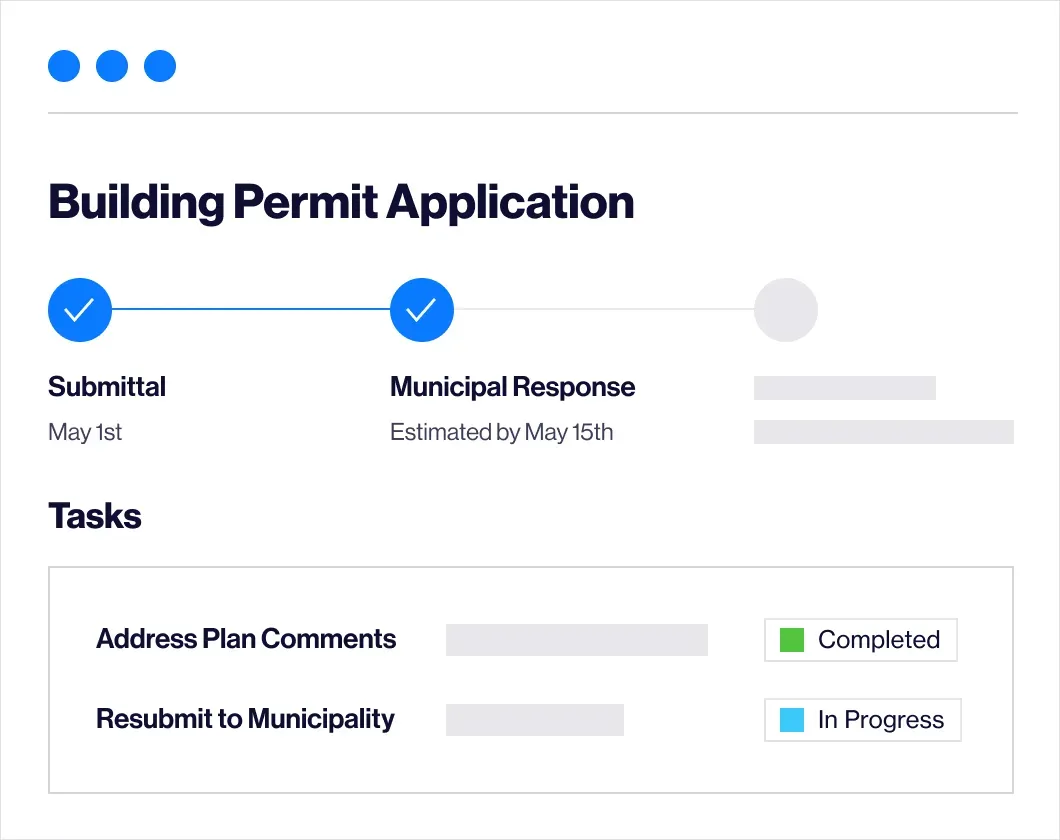 Building Permit Application
Submittal
Municipal Response
May 1st
Estimated by May 15th
Tasks
Address Plan Comments
Completed
Resubmit to Municipality
In Progress